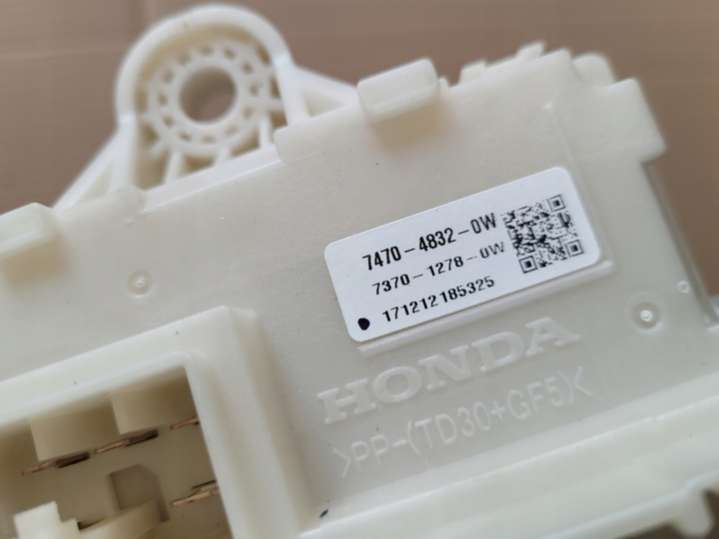 7470-4832-0W
7370-1278-0W
171212185325
HONDA
>PP-(TD30+GF5)<